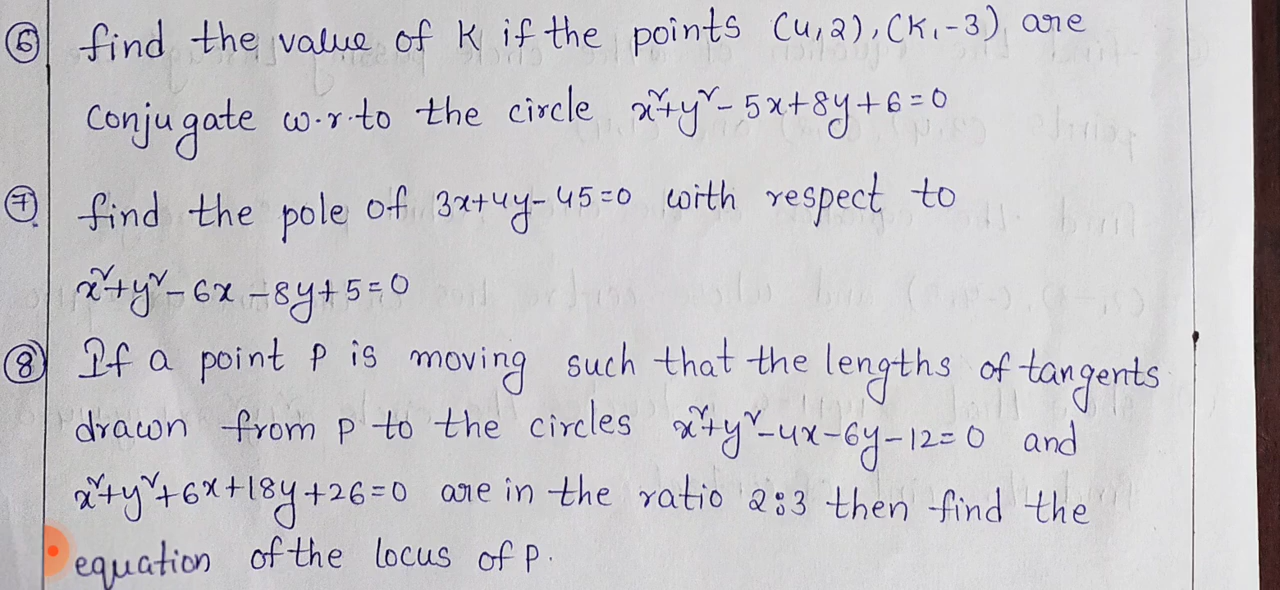 ⑥ find the value of K if the points (4,2), (K,-3) are
conjugate w.r.to the circle x²+y²-5x+8y+6=0
⑦ find the pole of 3x+4y-45=0 with respect to
x²+y²-6x-8y+5=0
⑧ If a point P is moving such that the lengths of tangents
drawn from P to the circles x²+y²-4x-6y-12=0 and
x²+y²+6x+18y+26=0 are in the ratio 2:3 then find the
equation of the locus of P.